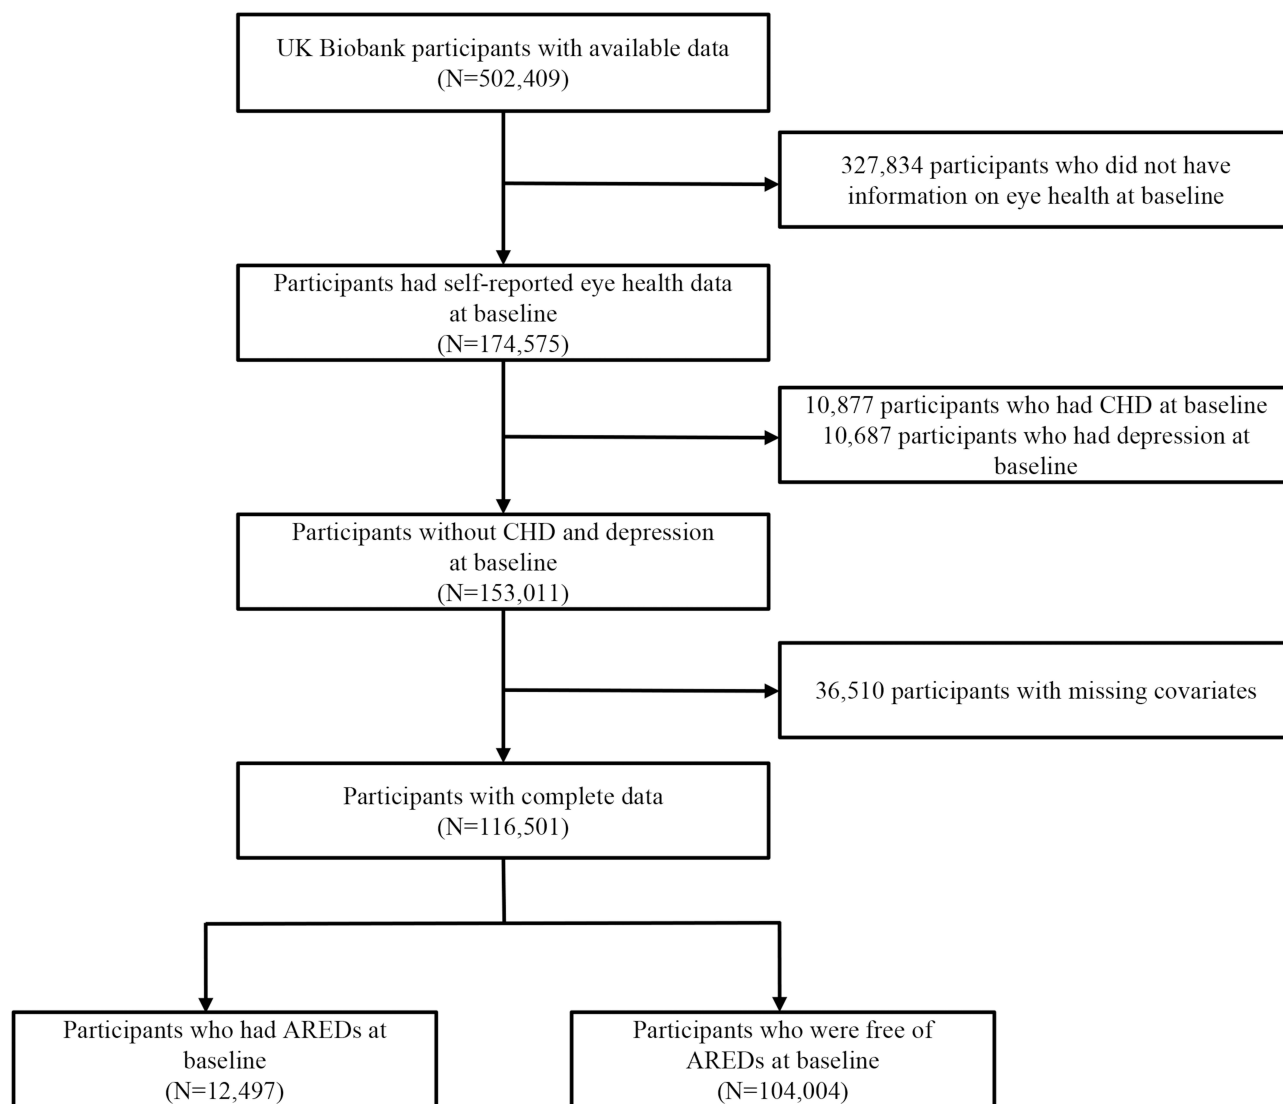 UK Biobank participants with available data
(N=502,409)
327,834 participants who did not have
information on eye health at baseline
Participants had self-reported eye health data
at baseline
(N=174,575)
10,877 participants who had CHD at baseline
10,687 participants who had depression at
baseline
Participants without CHD and depression
at baseline
(N=153,011)
36,510 participants with missing covariates
Participants with complete data
(N=116,501)
Participants who had AREDs at
baseline
(N=12,497)
Participants who were free of
AREDs at baseline
(N=104,004)